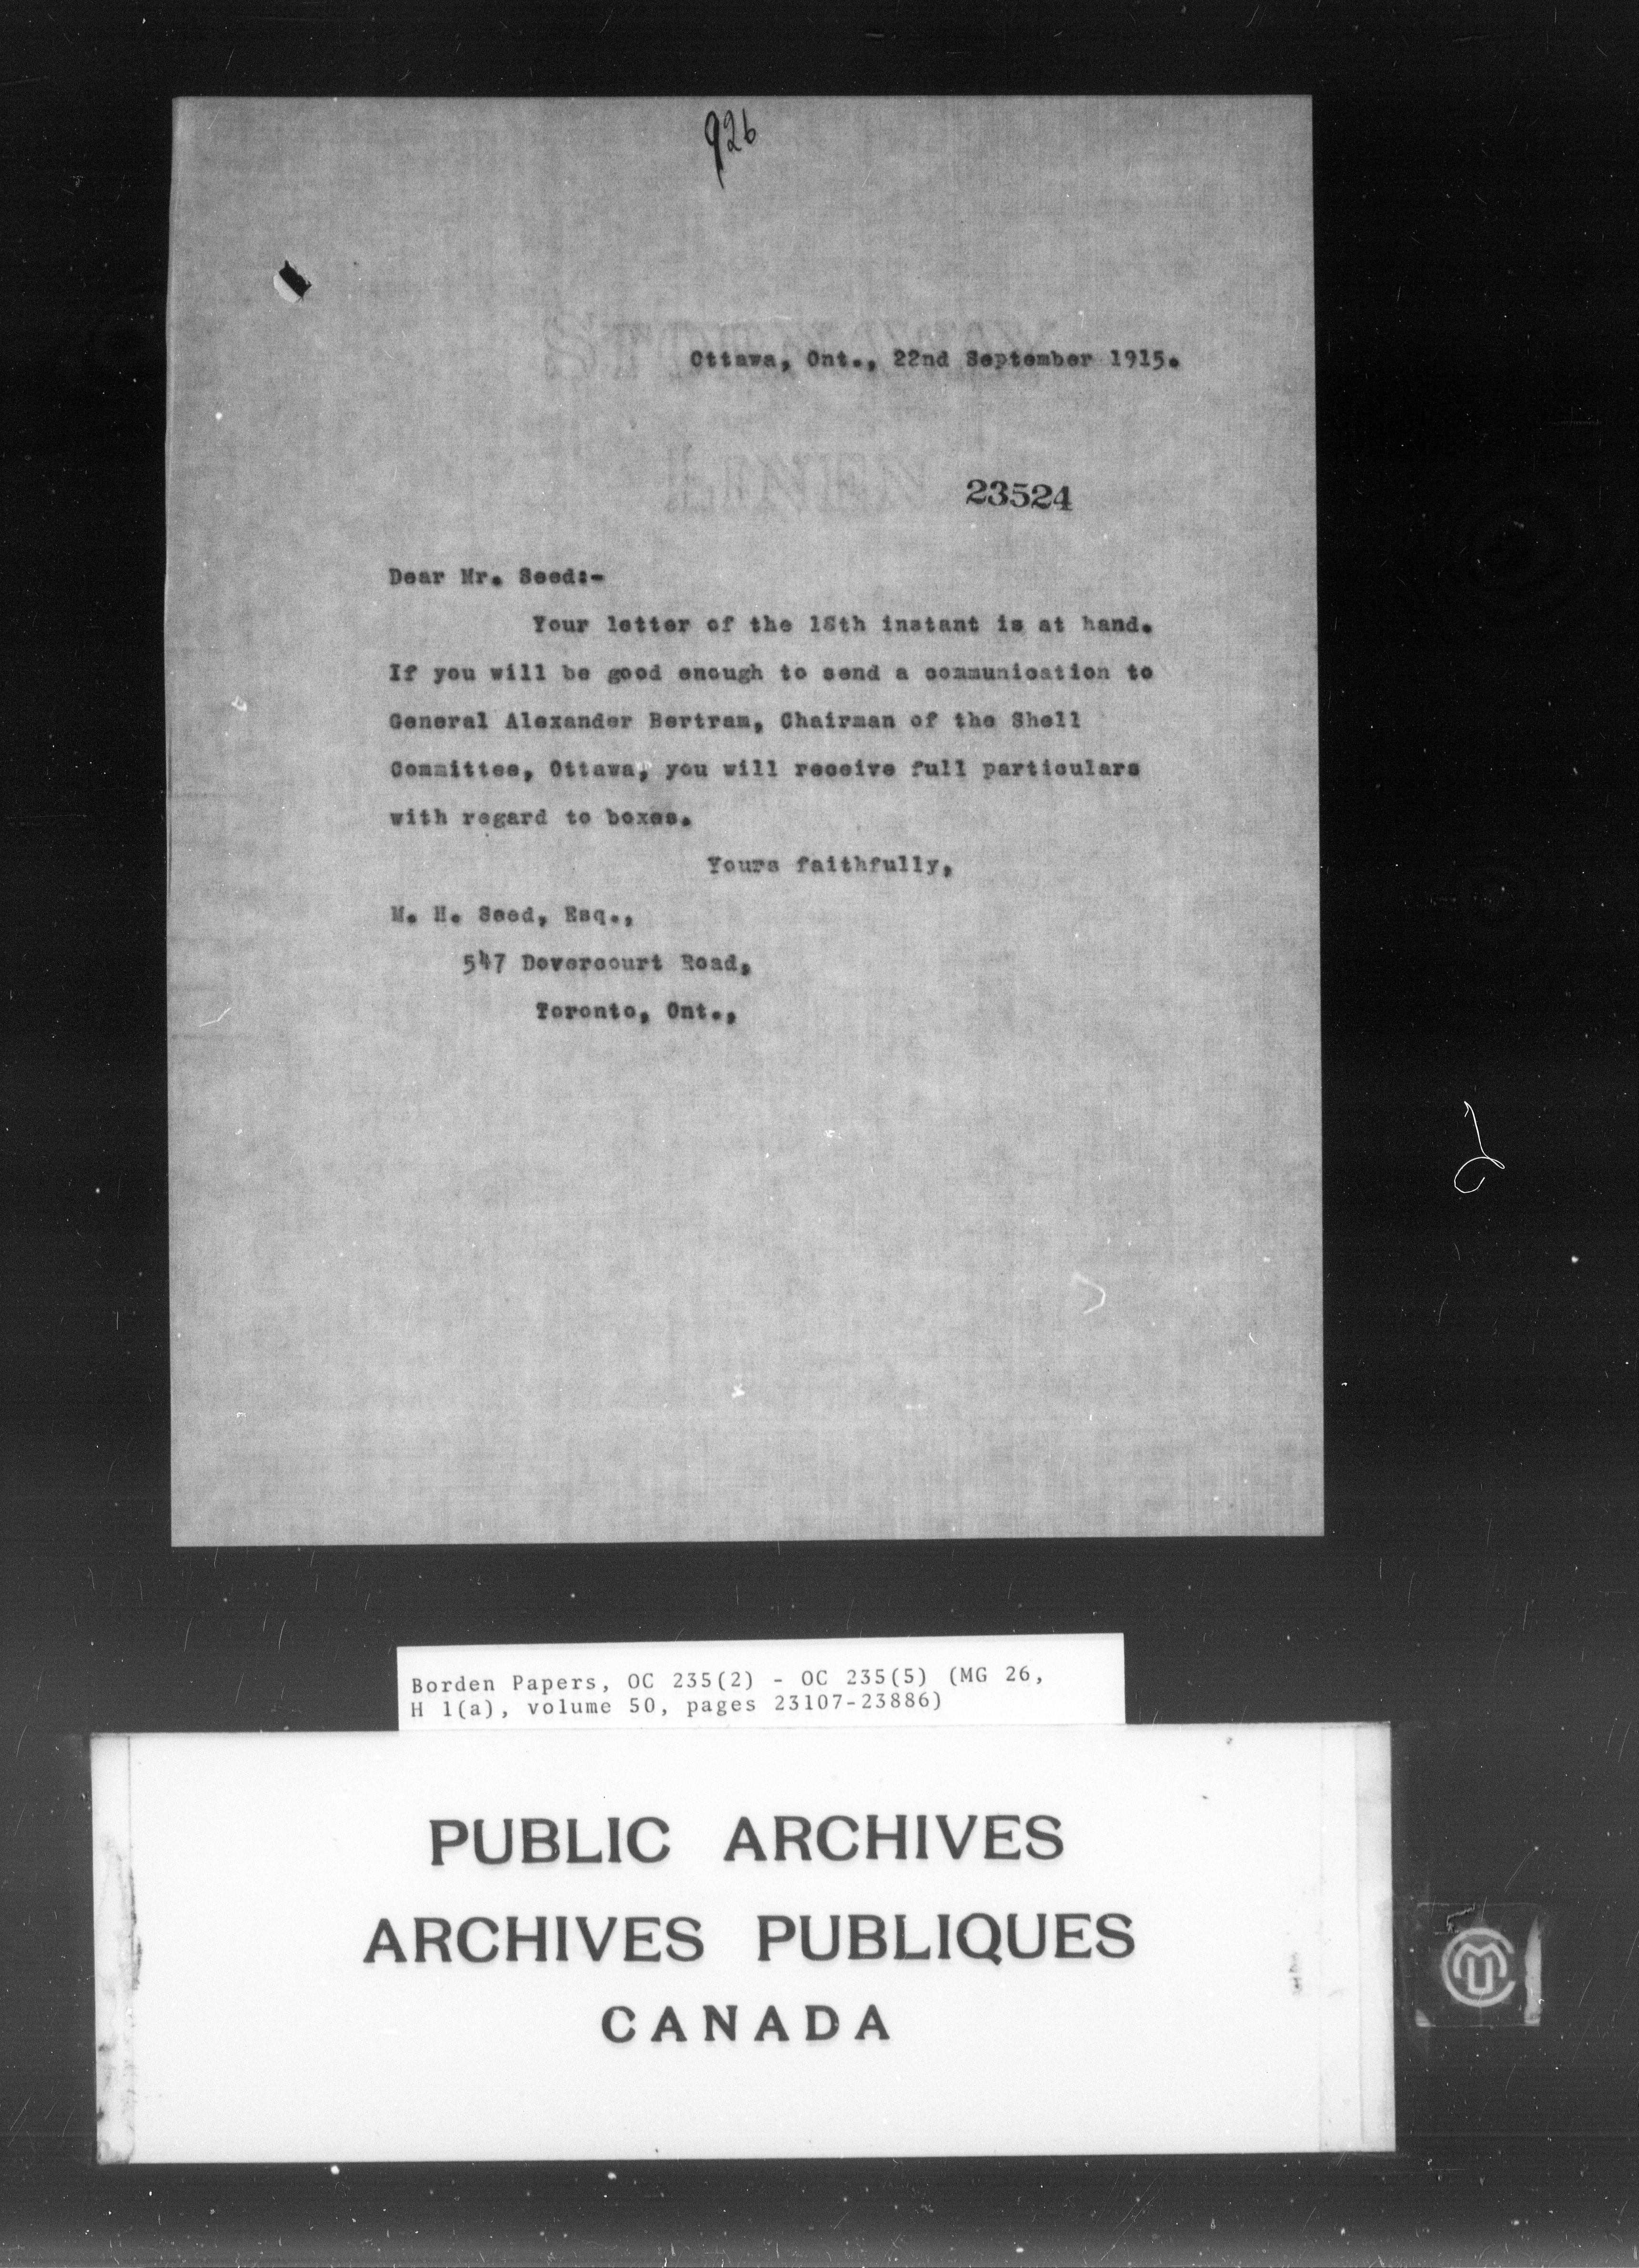 926
Ottawa, Ont., 22nd September 1915.
LINEN
23524
Dear Mr. Seed:-
Your letter of the 18th instant is at hand.
If you will be good enough to send a communication to
General Alexander Bertram, Chairman of the Shell
Committee, Ottawa, you will receive full particulars
with regard to boxes.
Yours faithfully,
M. H. Seed, Esq.,
547 Dovercourt Road,
Toronto, Ont.,
Borden Papers, OC 235(2) - OC 235(5) (MG 26,
H 1(a), volume 50, pages 23107-23886)
PUBLIC ARCHIVES
ARCHIVES PUBLIQUES
CANADA